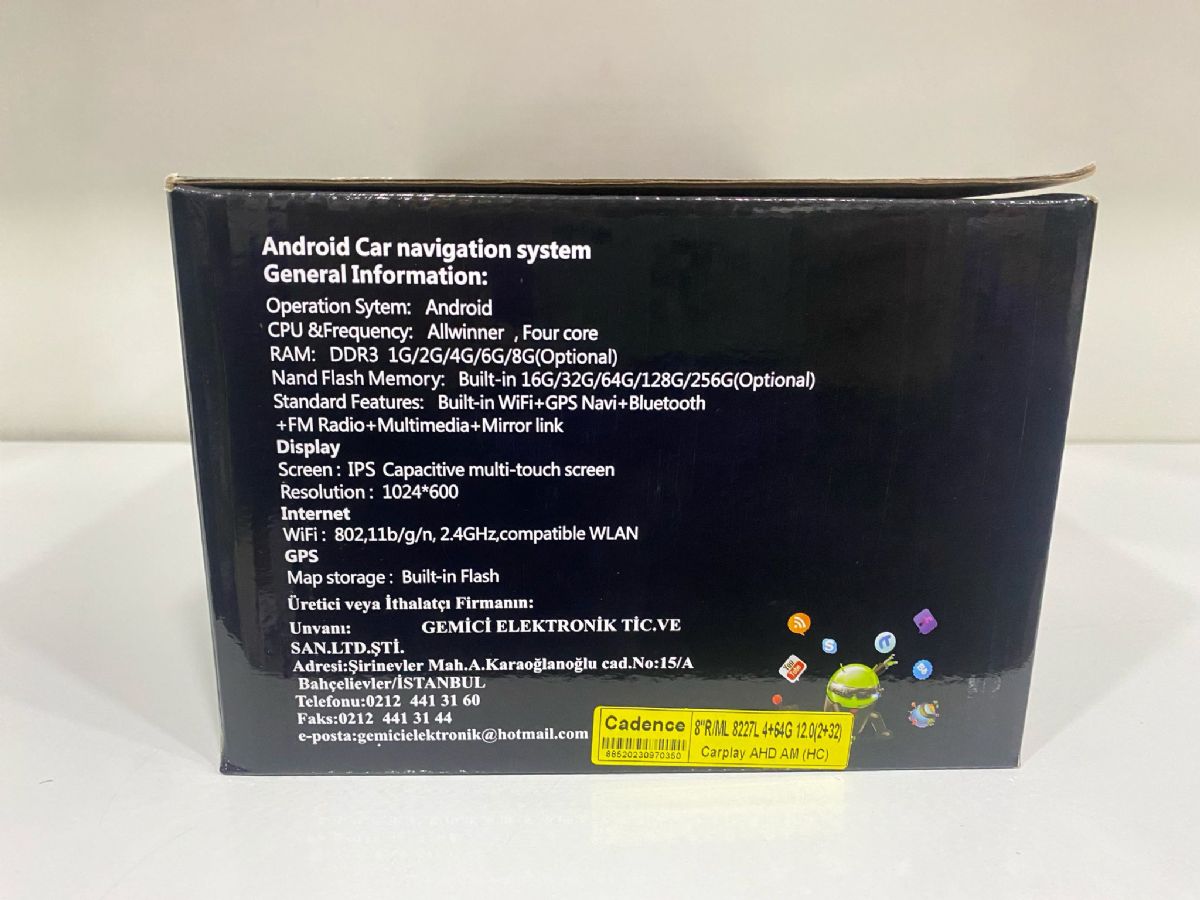 Android Car navigation system
General Information:
Operation Sytem: Android
CPU &Frequency: Allwinner , Four core
RAM: DDR3 1G/2G/4G/6G/8G(Optional)
Nand Flash Memory: Built-in 16G/32G/64G/128G/256G(Optional)
Standard Features: Built-in WiFi+GPS Navi+Bluetooth
+FM Radio+Multimedia+Mirror link
Display
Screen : IPS Capacitive multi-touch screen
Resolution : 1024*600
Internet
WiFi : 802,11b/g/n, 2.4GHz,compatible WLAN
GPS
Map storage : Built-in Flash
Üretici veya İthalatçı Firmanın:
Unvanı: GEMİCİ ELEKTRONİK TİC.VE
SAN.LTD.ŞTİ.
Adresi:Şirinevler Mah.A.Karaoğlanoğlu cad.No:15/A
Bahçelievler/İSTANBUL
Telefonu:0212 441 31 60
Faks:0212 441 31 44
e-posta:gemicielektronik@hotmail.com
You
Tube
Cadence
88520230970350
8"R/ML 8227L 4+64G 12.0(2+32)
Carplay AHD AM (HC)